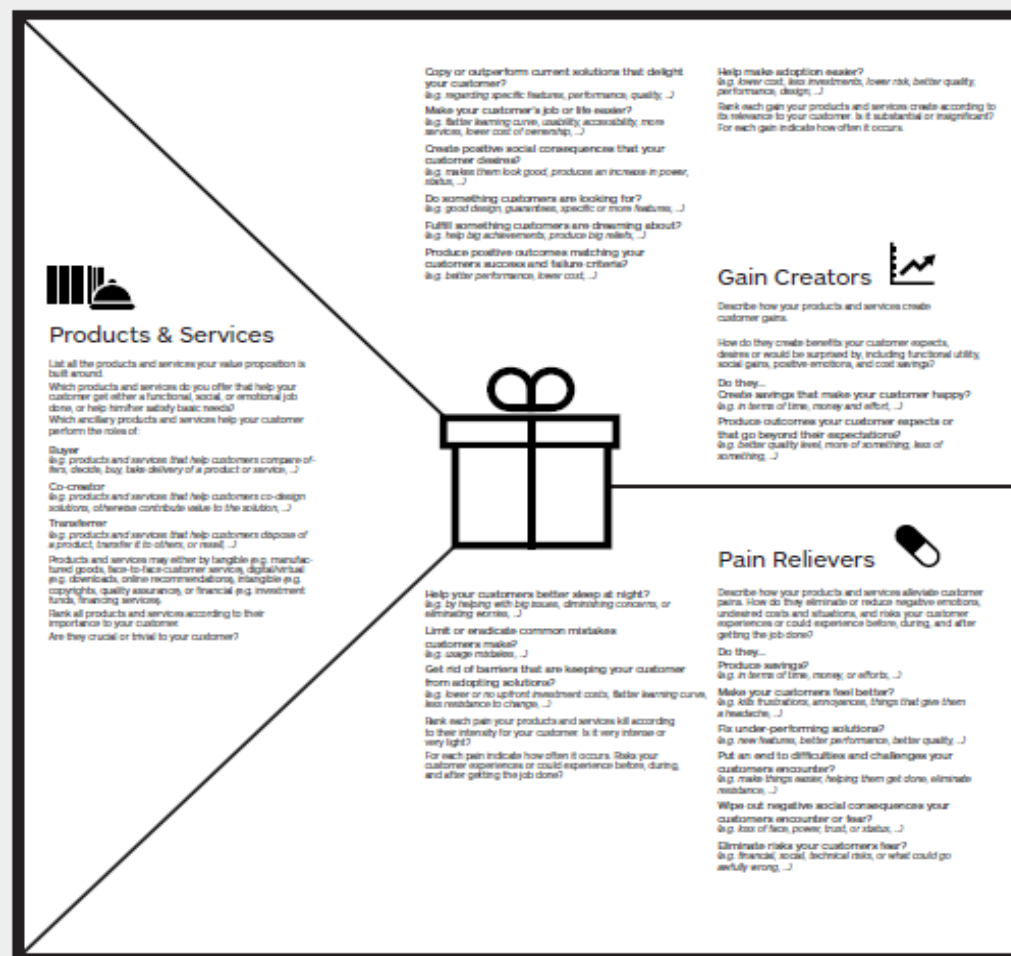 Products & Services
List all the products and services your value proposition is
built around.
Which products and services do you offer that help your
customer get either a functional, social, or emotional job
done, or help him/her satisfy basic needs?
Which ancillary products and services help your customer
perform the roles of:
Buyer
(e.g. products and services that help customers compare of-
fers, decide, buy, take delivery of a product or service, ...)
Co-creator
(e.g. products and services that help customers co-design
solutions, otherwise contribute value to the solution, ...)
Transferrer
(e.g. products and services that help customers dispose of
a product, transfer it to others, or resell, ...)
Products and services may either by tangible (e.g. manufac-
tured goods, face-to-face customer service), digital/virtual
(e.g. downloads, online recommendations), intangible (e.g.
copyrights, quality assurance), or financial (e.g. investment
funds, financing services).
Rank all products and services according to their
importance to your customer.
Are they crucial or trivial to your customer?
Gain Creators
Describe how your products and services create
customer gains.
How do they create benefits your customer expects,
desires or would be surprised by, including functional utility,
social gains, positive emotions, and cost savings?
Do they...
Create savings that make your customer happy?
(e.g. in terms of time, money and effort, ...)
Produce outcomes your customer expects or
that go beyond their expectations?
(e.g. better quality level, more of something, less of
something, ...)
Copy or outperform current solutions that delight
your customer?
(e.g. regarding specific features, performance, quality, ...)
Make your customer's job or life easier?
(e.g. flatter learning curve, usability, accessibility, more
services, lower cost of ownership, ...)
Create positive social consequences that your
customer desires?
(e.g. makes them look good, produces an increase in power,
status, ...)
Do something customers are looking for?
(e.g. good design, guarantees, specific or more features, ...)
Fulfill something customers are dreaming about?
(e.g. help big achievements, produce big reliefs, ...)
Produce positive outcomes matching your
customers success and failure criteria?
(e.g. better performance, lower cost, ...)
Help make adoption easier?
(e.g. lower cost, less investments, lower risk, better quality,
performance, design, ...)
Rank each gain your products and services create according to
its relevance to your customer. Is it substantial or insignificant?
For each gain indicate how often it occurs.
Pain Relievers
Describe how your products and services alleviate customer
pains. How do they eliminate or reduce negative emotions,
undesired costs and situations, and risks your customer
experiences or could experience before, during, and after
getting the job done?
Do they...
Produce savings?
(e.g. in terms of time, money, or efforts, ...)
Make your customers feel better?
(e.g. kills frustrations, annoyances, things that give them
a headache, ...)
Fix under-performing solutions?
(e.g. new features, better performance, better quality, ...)
Put an end to difficulties and challenges your
customers encounter?
(e.g. make things easier, helping them get done, eliminate
resistance, ...)
Wipe out negative social consequences your
customers encounter or fear?
(e.g. loss of face, power, trust, or status, ...)
Eliminate risks your customers fear?
(e.g. financial, social, technical risks, or what could go
awfully wrong, ...)
Help your customers better sleep at night?
(e.g. by helping with big issues, diminishing concerns, or
eliminating worries, ...)
Limit or eradicate common mistakes
customers make?
(e.g. usage mistakes, ...)
Get rid of barriers that are keeping your customer
from adopting solutions?
(e.g. lower or no upfront investment costs, flatter learning curve,
less resistance to change, ...)
Rank each pain your products and services kill according
to their intensity for your customer. Is it very intense or
very light?
For each pain indicate how often it occurs. Risks your
customer experiences or could experience before, during,
and after getting the job done?